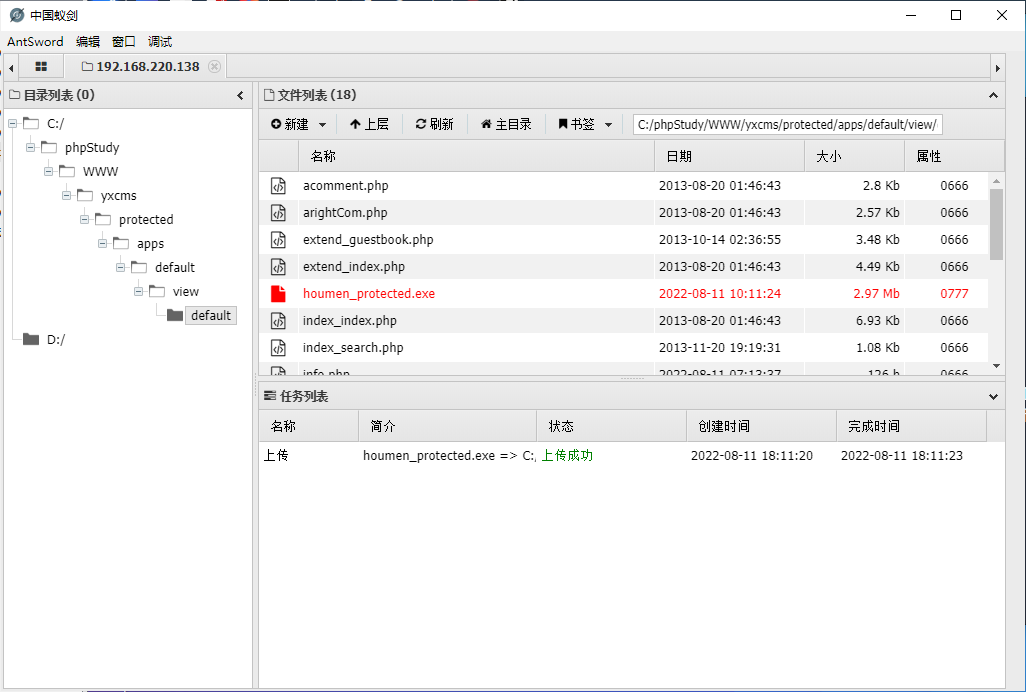 中国蚁剑
AntSword 编辑 窗口 调试
192.168.220.138
目录列表 (0)
C:/
phpStudy
WWW
yxcms
protected
apps
default
view
default
D:/
文件列表 (18)
新建 上层 刷新 主目录 书签 C:/phpStudy/WWW/yxcms/protected/apps/default/view/
名称 日期 大小 属性
acomment.php 2013-08-20 01:46:43 2.8 Kb 0666
arightCom.php 2013-08-20 01:46:43 2.57 Kb 0666
extend_guestbook.php 2013-10-14 02:36:55 3.48 Kb 0666
extend_index.php 2013-08-20 01:46:43 4.49 Kb 0666
houmen_protected.exe 2022-08-11 10:11:24 2.97 Mb 0777
index_index.php 2013-08-20 01:46:43 6.93 Kb 0666
index_search.php 2013-11-20 19:19:31 1.08 Kb 0666
info.php 2022-08-11 07:13:37 126 b 0666
任务列表
名称 简介 状态 创建时间 完成时间
上传 houmen_protected.exe => C:, 上传成功 2022-08-11 18:11:20 2022-08-11 18:11:23